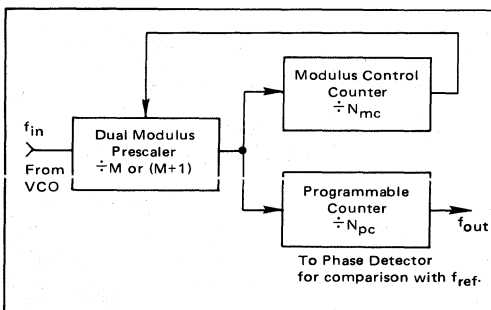 f_in
From
VCO
Dual Modulus
Prescaler
÷M or (M+1)
Modulus Control
Counter
÷N_mc
Programmable
Counter
÷N_pc
f_out
To Phase Detector
for comparison with f_ref.